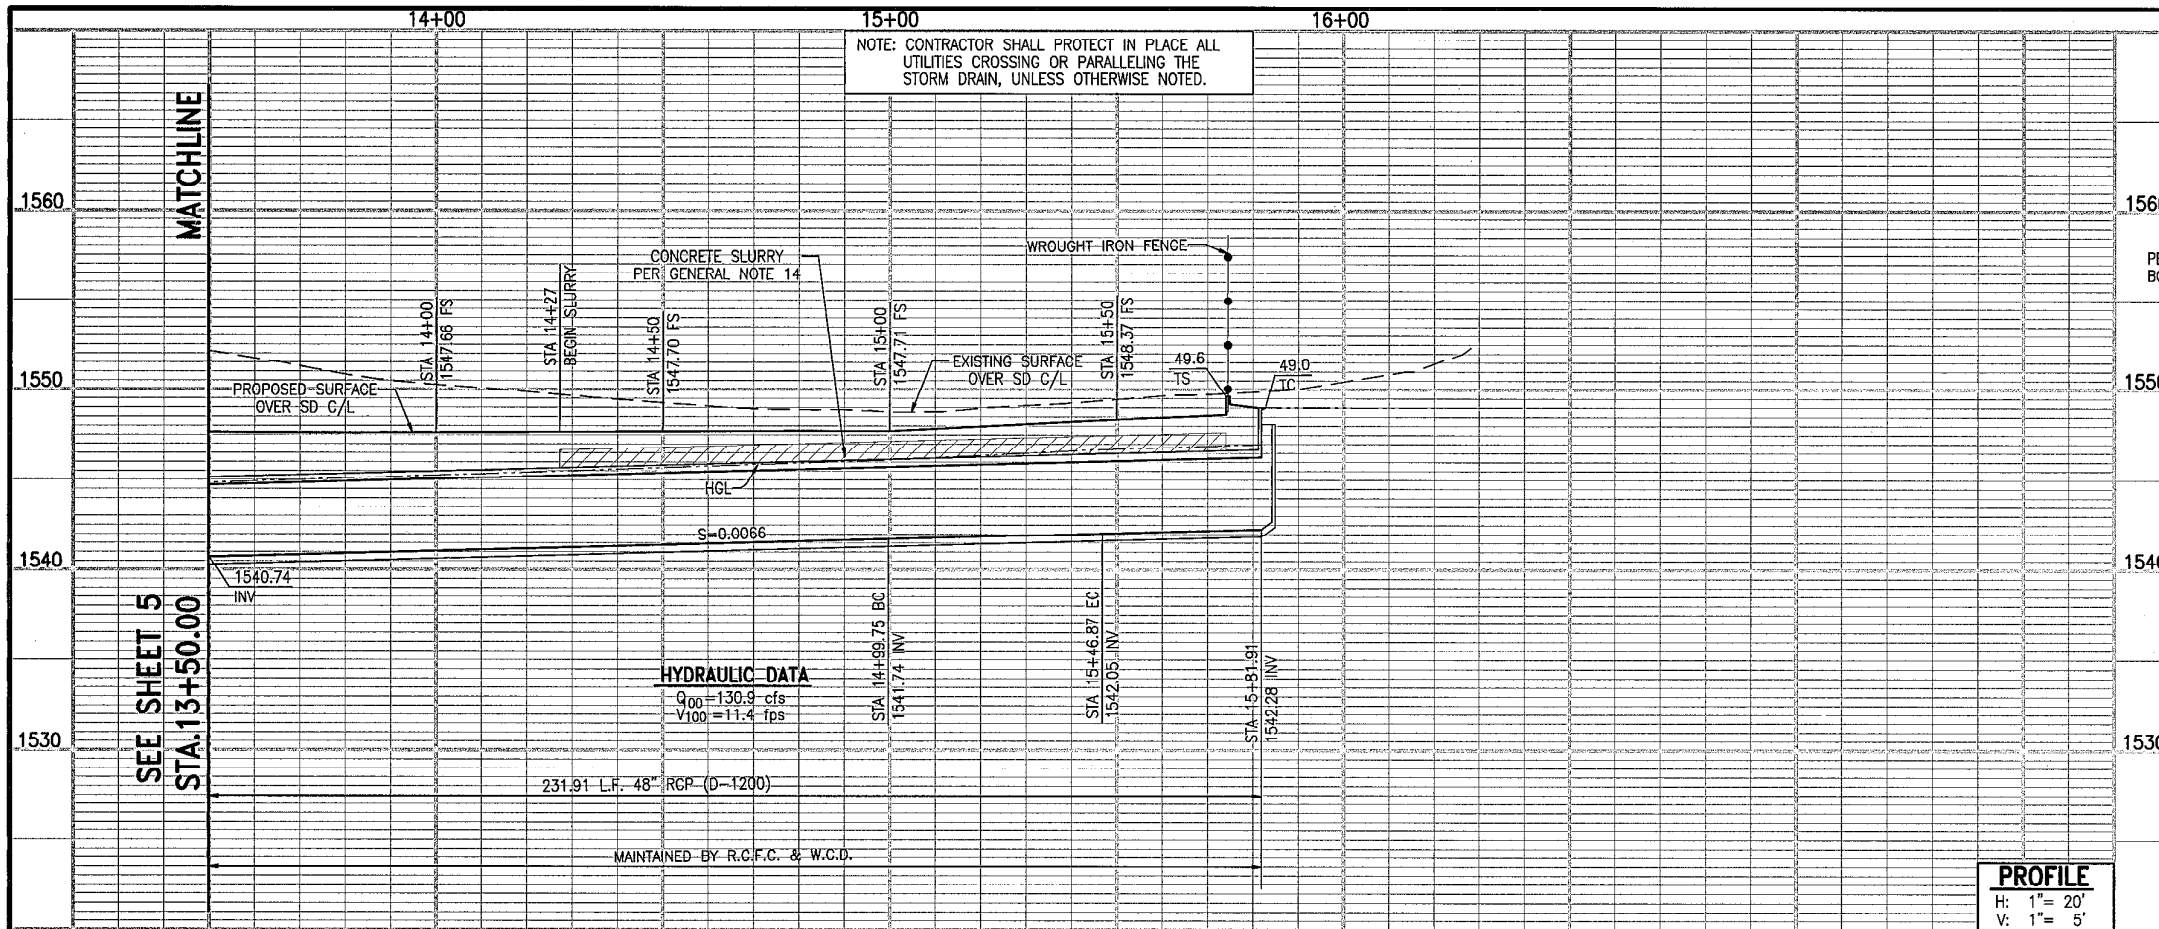 14+00
15+00
16+00
NOTE: CONTRACTOR SHALL PROTECT IN PLACE ALL
UTILITIES CROSSING OR PARALLELING THE
STORM DRAIN, UNLESS OTHERWISE NOTED.
MATCHLINE
SEE SHEET 5
STA.13+50.00
1560
1550
1540
1530
1560
1550
1540
1530
PROPOSED SURFACE
OVER SD C/L
STA 14+00
1547.66 FS
STA 14+27
BEGIN SLURRY
STA 14+50
1547.70 FS
CONCRETE SLURRY
PER GENERAL NOTE 14
STA 15+00
1547.71 FS
EXISTING SURFACE
OVER SD C/L
STA 15+50
1548.37 FS
WROUGHT IRON FENCE
49.6
TS
49.0
TC
HGL
S=0.0066
1540.74
INV
STA 14+99.75 BC
1541.74 INV
STA 15+46.87 EC
1542.05 INV
STA 15+81.91
1542.28 INV
HYDRAULIC DATA
Q100=130.9 cfs
V100=11.4 fps
231.91 L.F. 48" RCP (D-1200)
MAINTAINED BY R.C.F.C. & W.C.D.
PROFILE
H: 1"= 20'
V: 1"= 5'